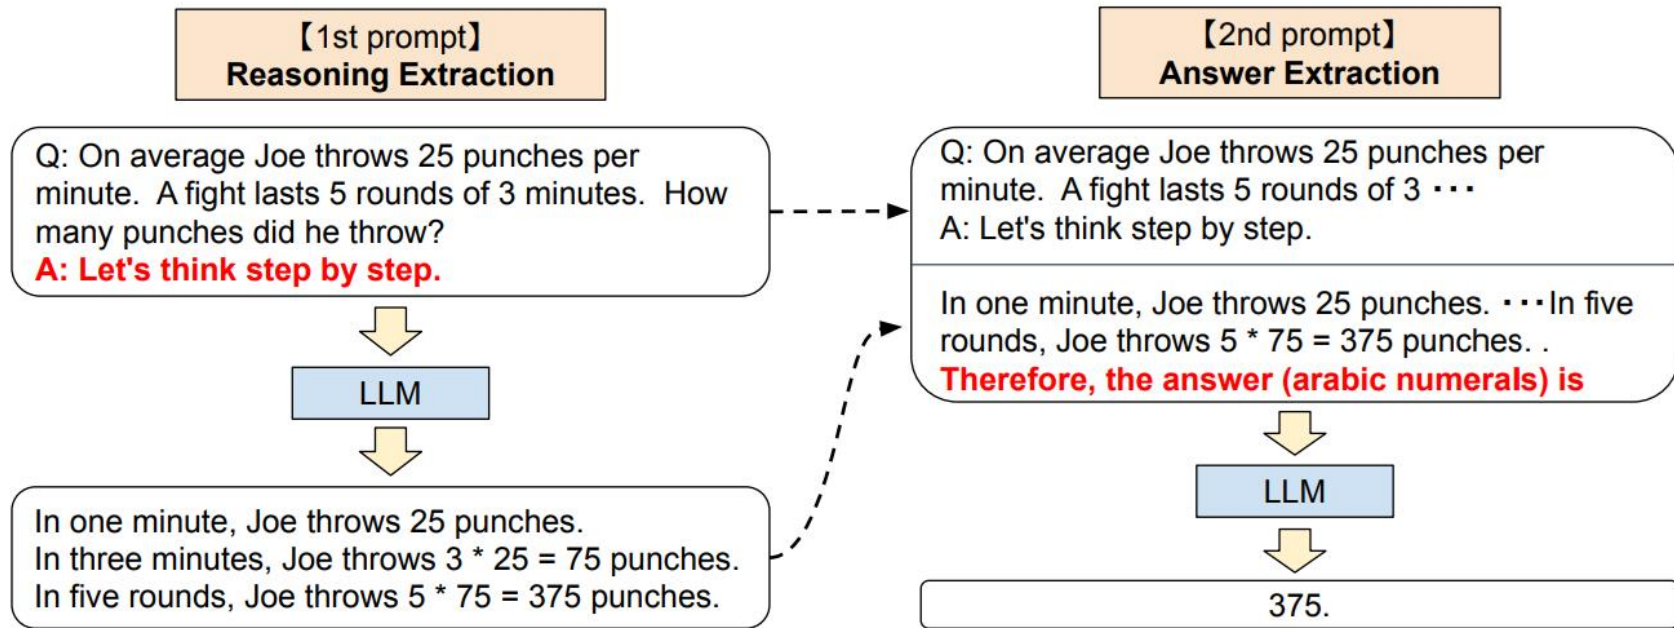 【1st prompt】
Reasoning Extraction
Q: On average Joe throws 25 punches per
minute. A fight lasts 5 rounds of 3 minutes. How
many punches did he throw?
A: Let's think step by step.
LLM
In one minute, Joe throws 25 punches.
In three minutes, Joe throws 3 * 25 = 75 punches.
In five rounds, Joe throws 5 * 75 = 375 punches.
【2nd prompt】
Answer Extraction
Q: On average Joe throws 25 punches per
minute. A fight lasts 5 rounds of 3 ・・・
A: Let's think step by step.
In one minute, Joe throws 25 punches. ・・・In five
rounds, Joe throws 5 * 75 = 375 punches. .
Therefore, the answer (arabic numerals) is
LLM
375.